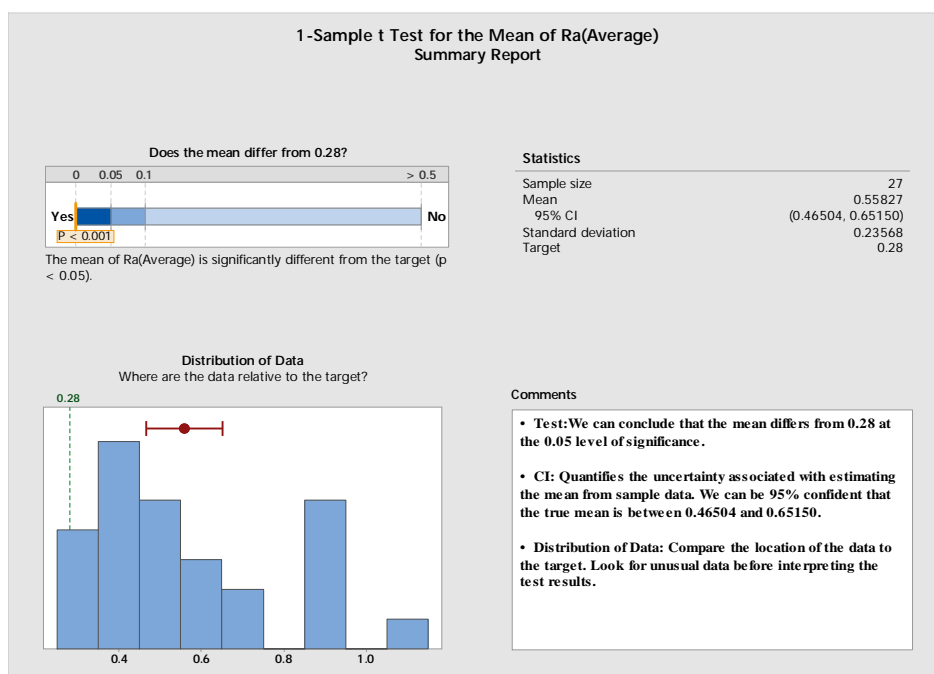 1-Sample t Test for the Mean of Ra(Average)
Summary Report
Does the mean differ from 0.28?
0 0.05 0.1 > 0.5
Yes No
P < 0.001
The mean of Ra(Average) is significantly different from the target (p
< 0.05).
Statistics
Sample size 27
Mean 0.55827
95% CI (0.46504, 0.65150)
Standard deviation 0.23568
Target 0.28
Distribution of Data
Where are the data relative to the target?
0.28
0.4 0.6 0.8 1.0
Comments
• Test:We can conclude that the mean differs from 0.28 at
the 0.05 level of significance.
• CI: Quantifies the uncertainty associated with estimating
the mean from sample data. We can be 95% confident that
the true mean is between 0.46504 and 0.65150.
• Distribution of Data: Compare the location of the data to
the target. Look for unusual data before interpreting the
test results.